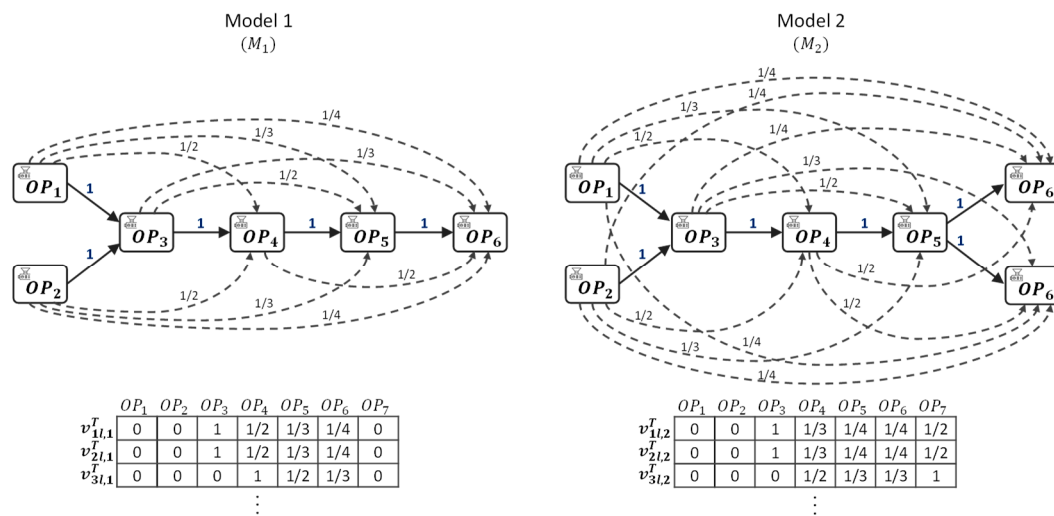 Model 1
(M₁)
1/4
1/3
1/2
1/3
1/2
OP₁
1
OP₃
1
OP₄
1
OP₅
1
OP₆
1
OP₂
1/2
1/2
1/3
1/4
OP₁ OP₂ OP₃ OP₄ OP₅ OP₆ OP₇
v₁ₗ,₁ᵀ 0 0 1 1/2 1/3 1/4 0
v₂ₗ,₁ᵀ 0 0 1 1/2 1/3 1/4 0
v₃ₗ,₁ᵀ 0 0 0 1 1/2 1/3 0
⋮
Model 2
(M₂)
1/4
1/4
1/3
1/4
1/2
1/3
1/2
OP₁
1
OP₃
1
OP₄
1
OP₅
1
OP₆
1
OP₆
1
OP₂
1/2
1/2
1/3
1/4
1/4
OP₁ OP₂ OP₃ OP₄ OP₅ OP₆ OP₇
v₁ₗ,₂ᵀ 0 0 1 1/3 1/4 1/4 1/2
v₂ₗ,₂ᵀ 0 0 1 1/3 1/4 1/4 1/2
v₃ₗ,₂ᵀ 0 0 0 1/2 1/3 1/3 1
⋮